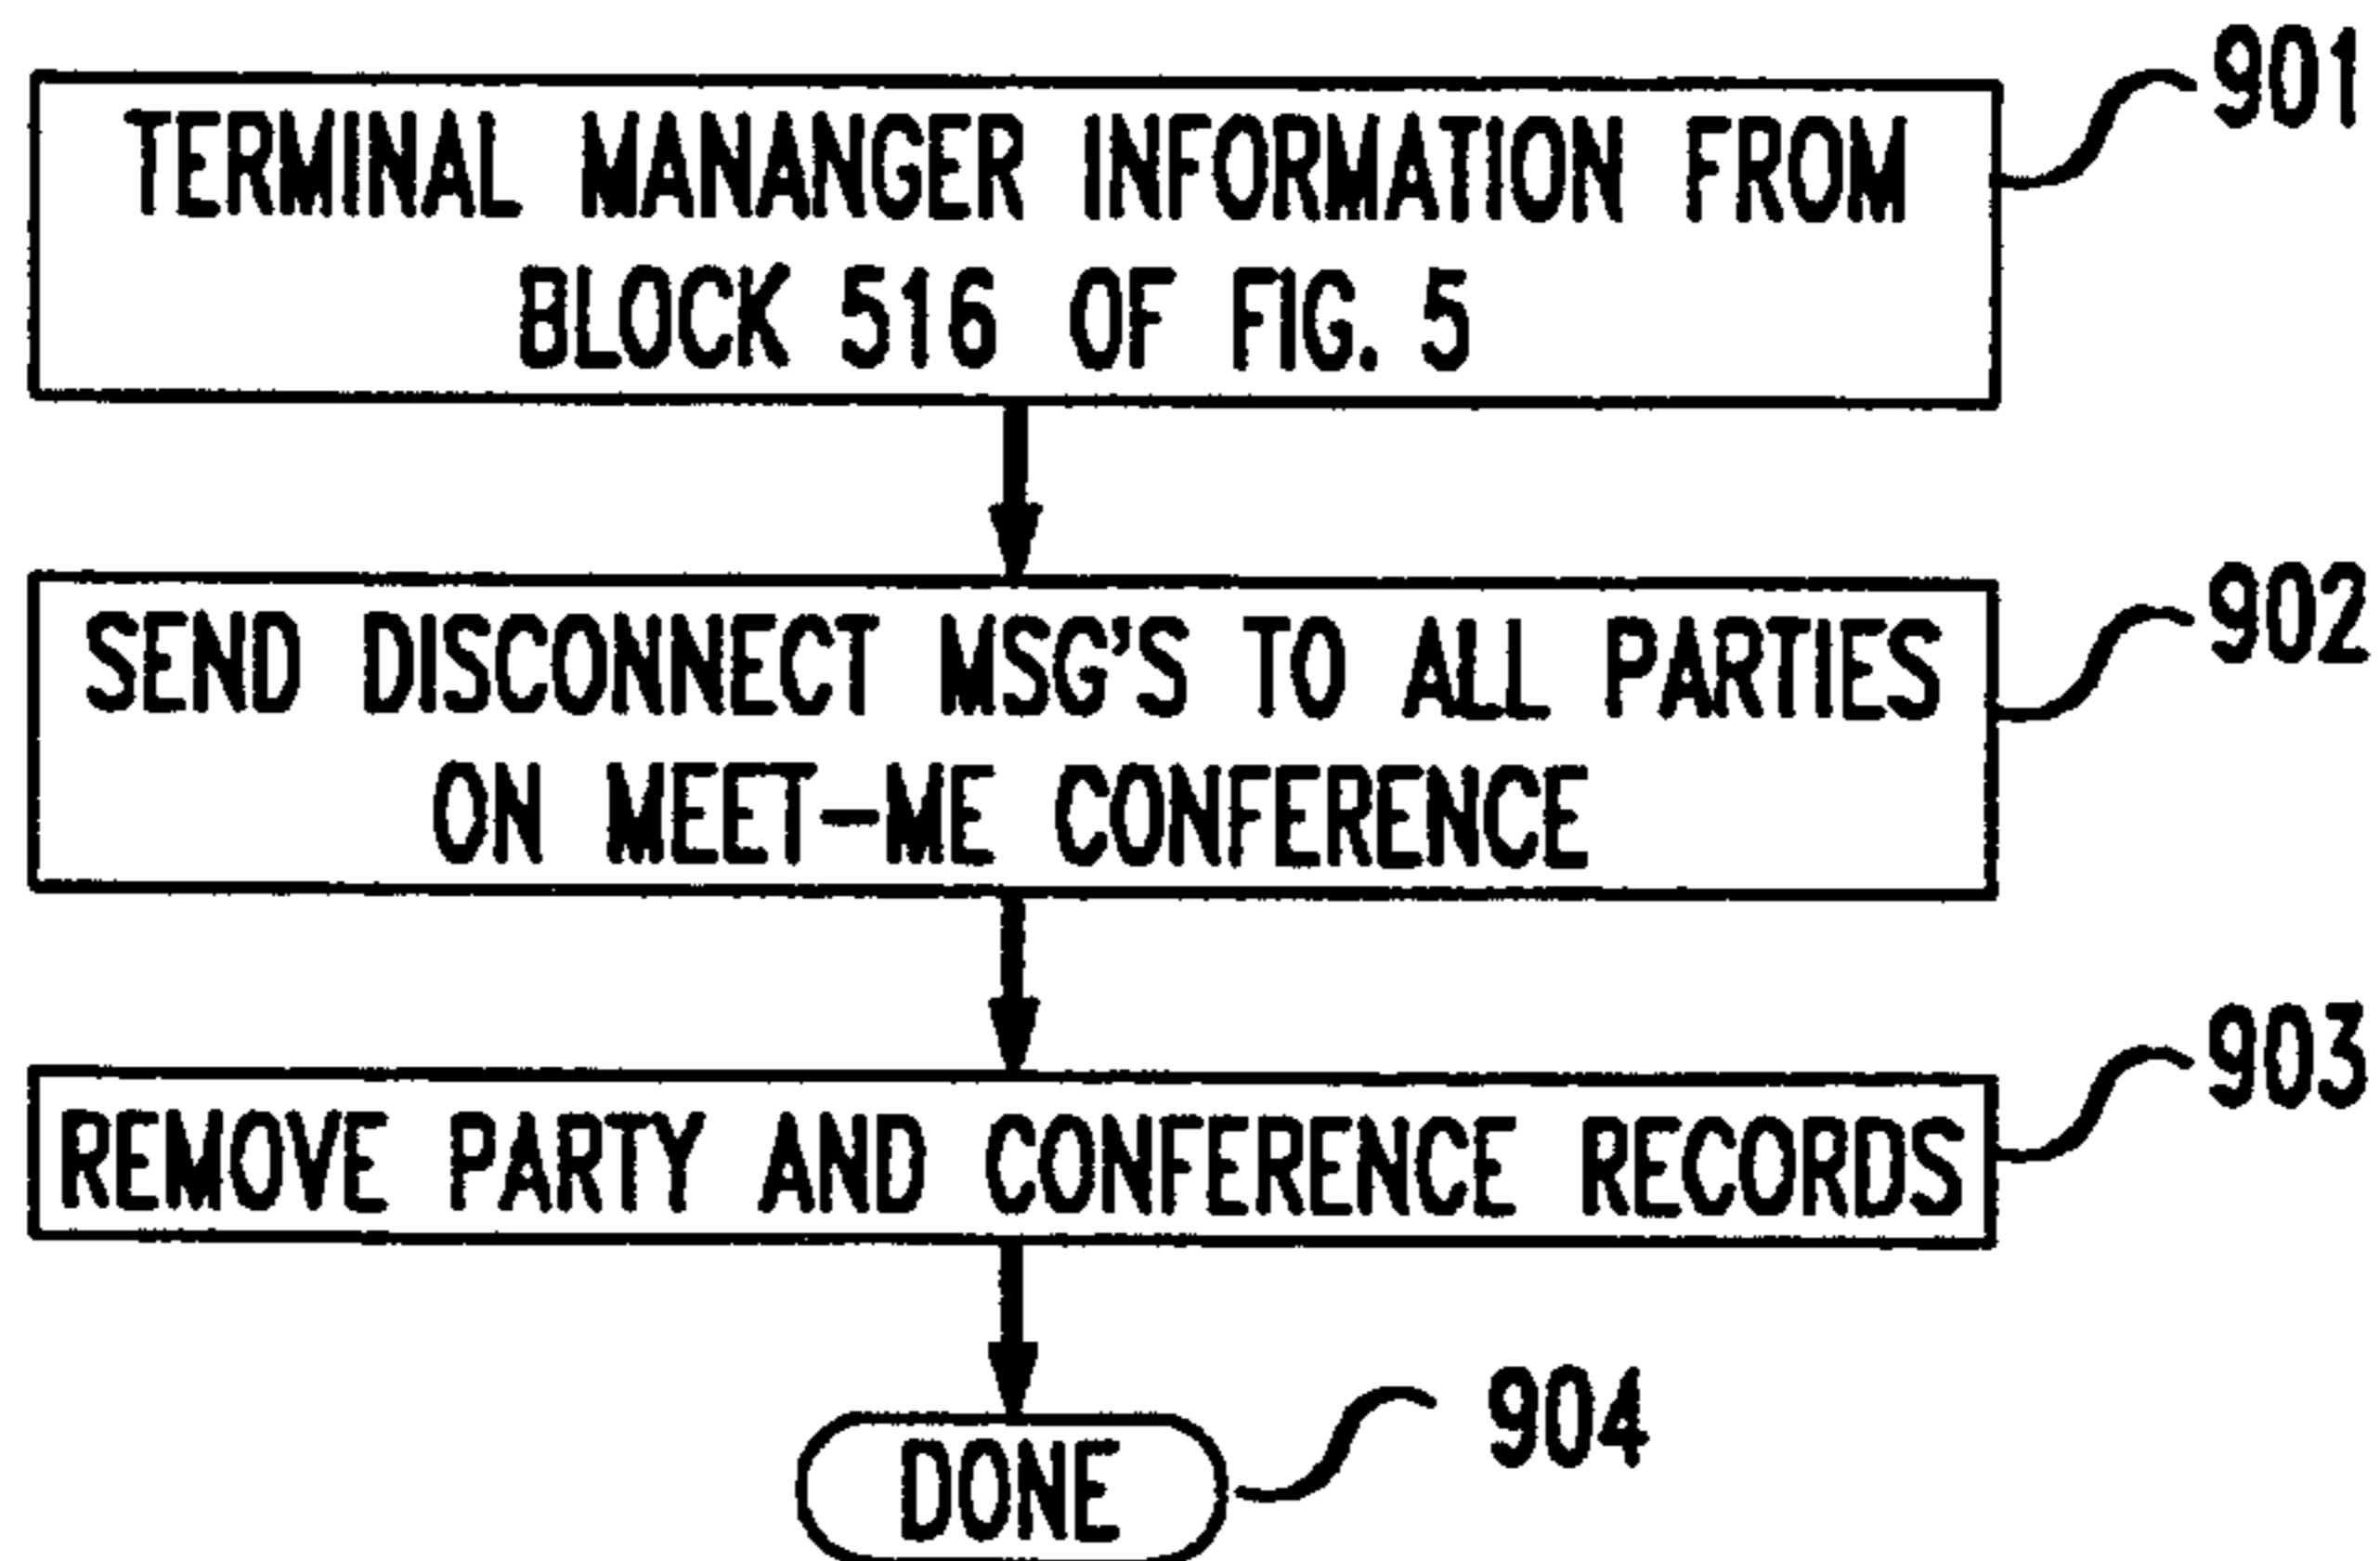 901
TERMINAL MANANGER INFORMATION FROM
BLOCK 516 OF FIG. 5
902
SEND DISCONNECT MSG'S TO ALL PARTIES
ON MEET-ME CONFERENCE
903
REMOVE PARTY AND CONFERENCE RECORDS
904
DONE